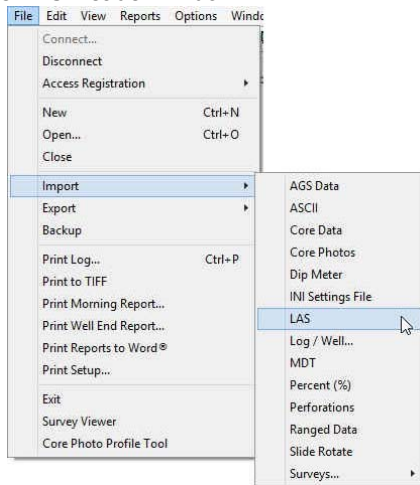 File Edit View Reports Options
Connect...
Disconnect
Access Registration
New Ctrl+N
Open... Ctrl+O
Close
Import
Export
Backup
Print Log... Ctrl+P
Print to TIFF
Print Morning Report...
Print Well End Report...
Print Reports to Word®
Print Setup...
Exit
Survey Viewer
Core Photo Profile Tool
AGS Data
ASCII
Core Data
Core Photos
Dip Meter
INI Settings File
LAS
Log / Well...
MDT
Percent (%)
Perforations
Ranged Data
Slide Rotate
Surveys...